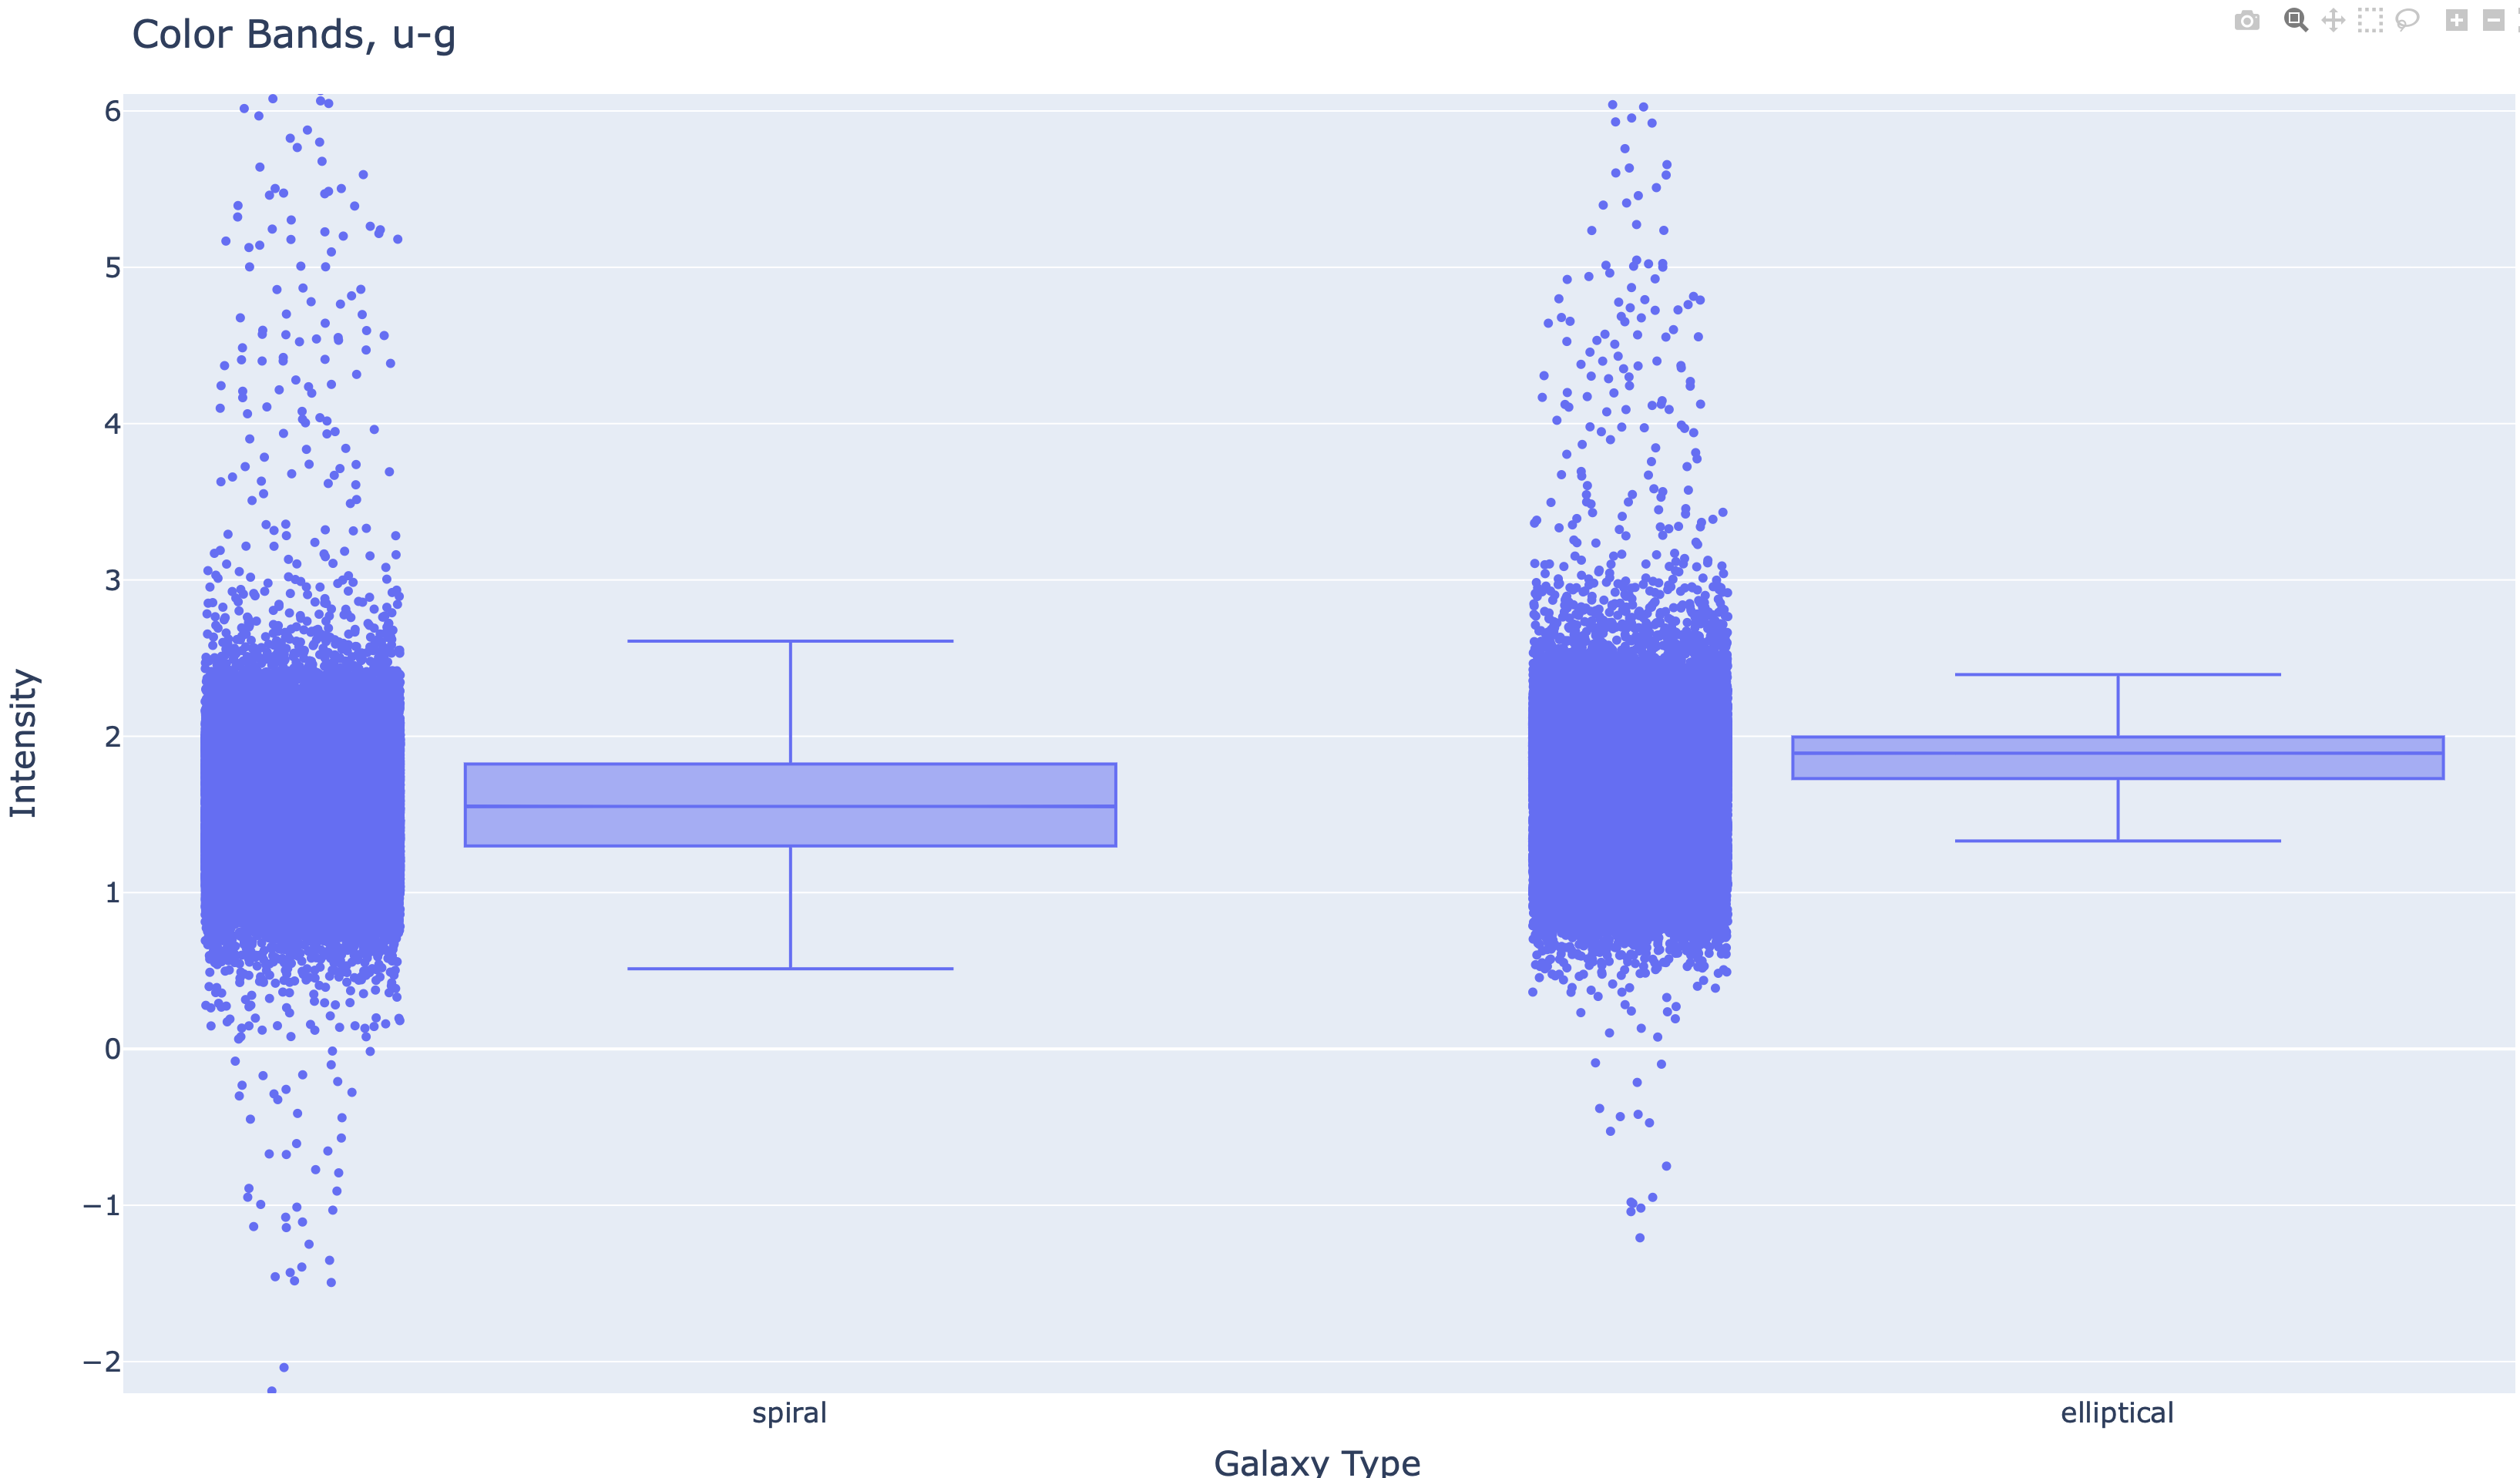 Color Bands, u-g
6
5
4
3
2
1
0
−1
−2
Intensity
spiral
elliptical
Galaxy Type